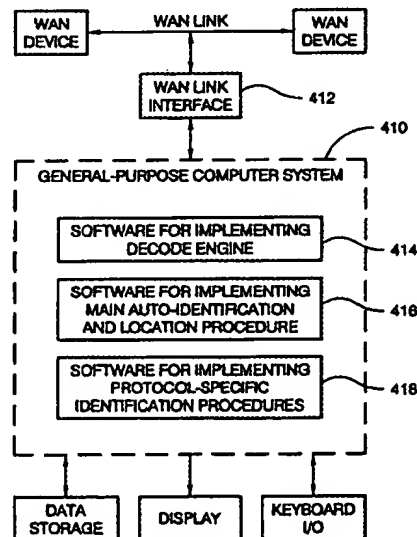 WAN DEVICE
WAN LINK
WAN DEVICE
WAN LINK INTERFACE
412
410
GENERAL-PURPOSE COMPUTER SYSTEM
SOFTWARE FOR IMPLEMENTING
DECODE ENGINE
414
SOFTWARE FOR IMPLEMENTING
MAIN AUTO-IDENTIFICATION
AND LOCATION PROCEDURE
416
SOFTWARE FOR IMPLEMENTING
PROTOCOL-SPECIFIC
IDENTIFICATION PROCEDURES
418
DATA
STORAGE
DISPLAY
KEYBOARD
I/O